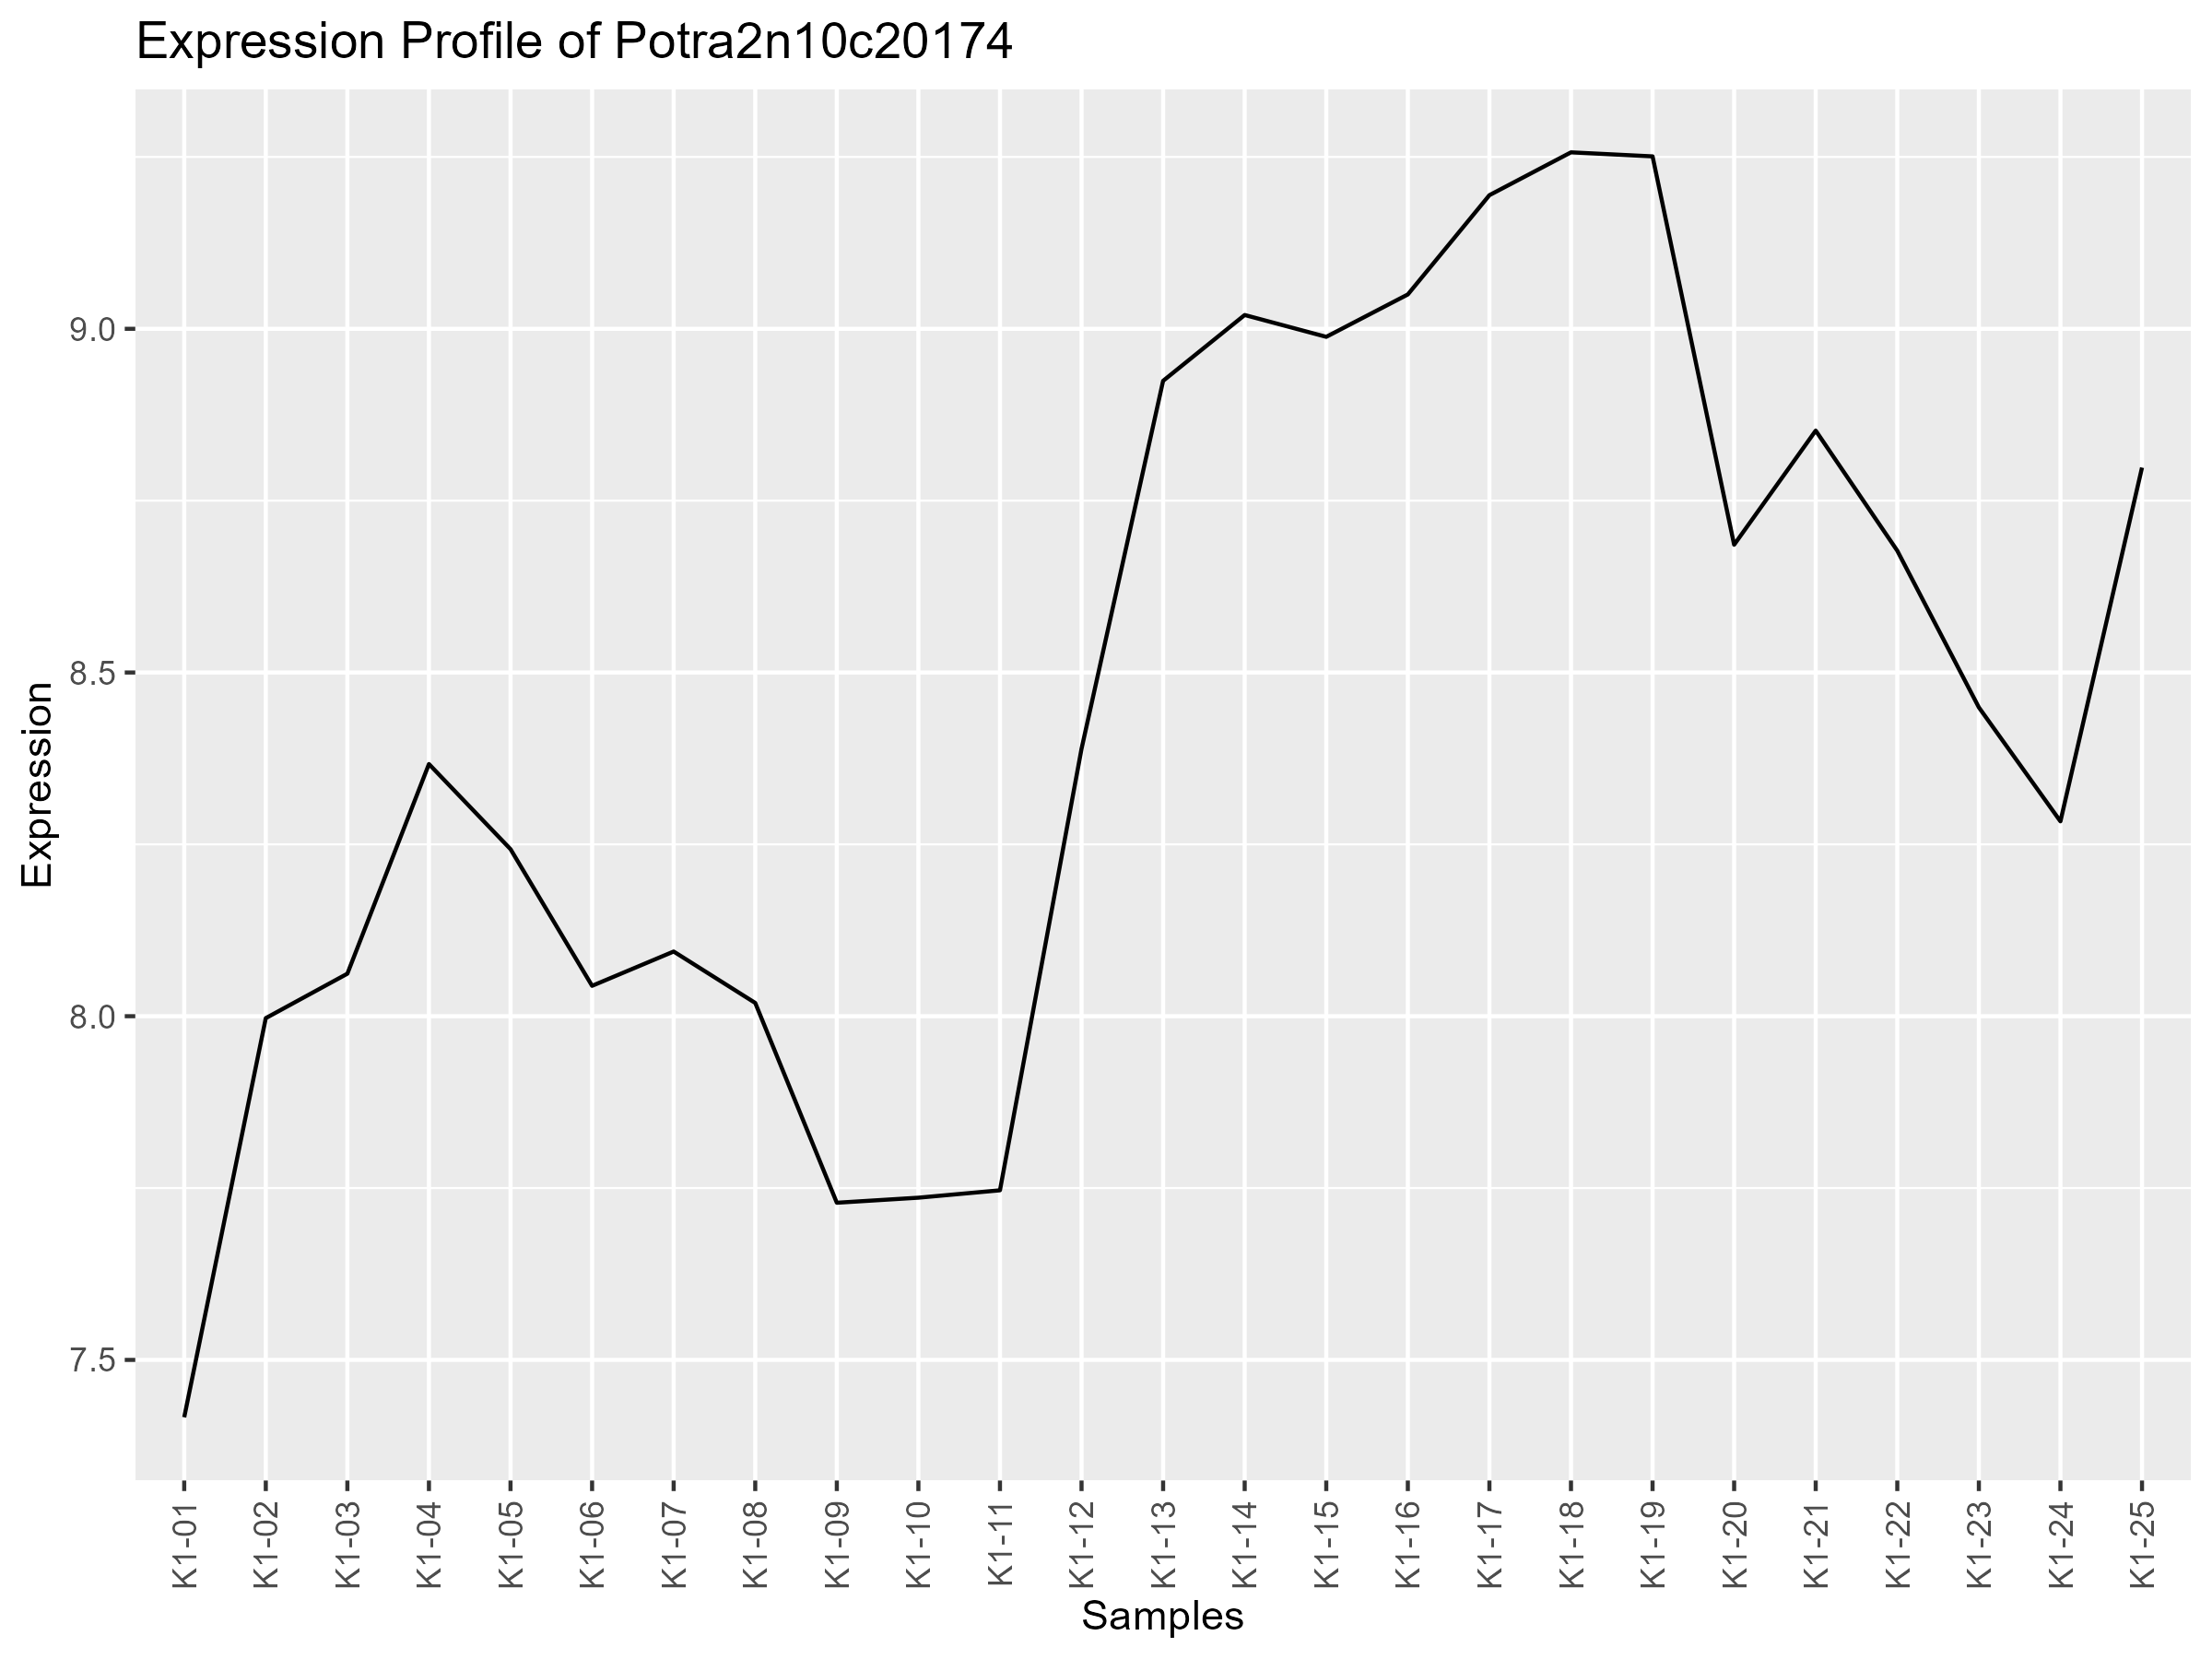 Expression Profile of Potra2n10c20174
Expression
9.0
8.5
8.0
7.5
K1-01
K1-02
K1-03
K1-04
K1-05
K1-06
K1-07
K1-08
K1-09
K1-10
K1-11
K1-12
K1-13
K1-14
K1-15
K1-16
K1-17
K1-18
K1-19
K1-20
K1-21
K1-22
K1-23
K1-24
K1-25
Samples